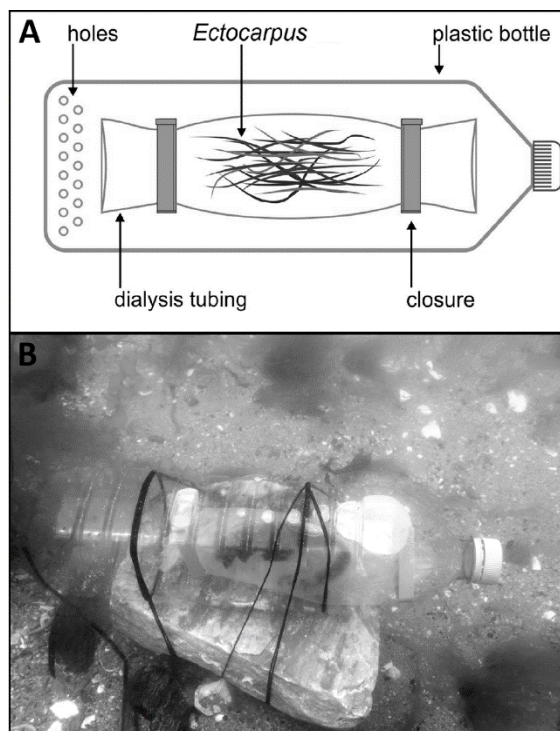 A
holes
Ectocarpus
plastic bottle
dialysis tubing
closure
B